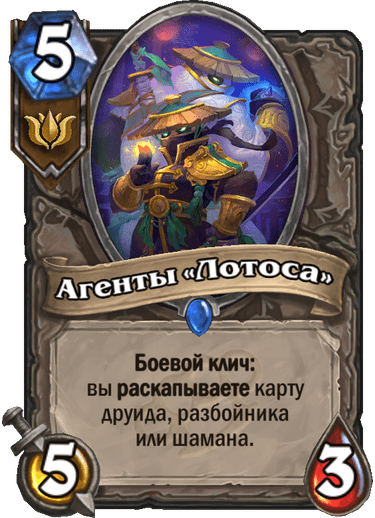 5
Агенты «Лотоса»
Боевой клич:
вы раскапываете карту
друида, разбойника
или шамана.
5
3